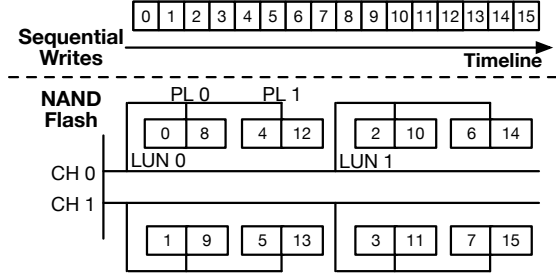 0 1 2 3 4 5 6 7 8 9 10 11 12 13 14 15
Sequential
Writes
Timeline
NAND
Flash
PL 0 PL 1
0 8 4 12 2 10 6 14
LUN 0 LUN 1
CH 0
CH 1
1 9 5 13 3 11 7 15